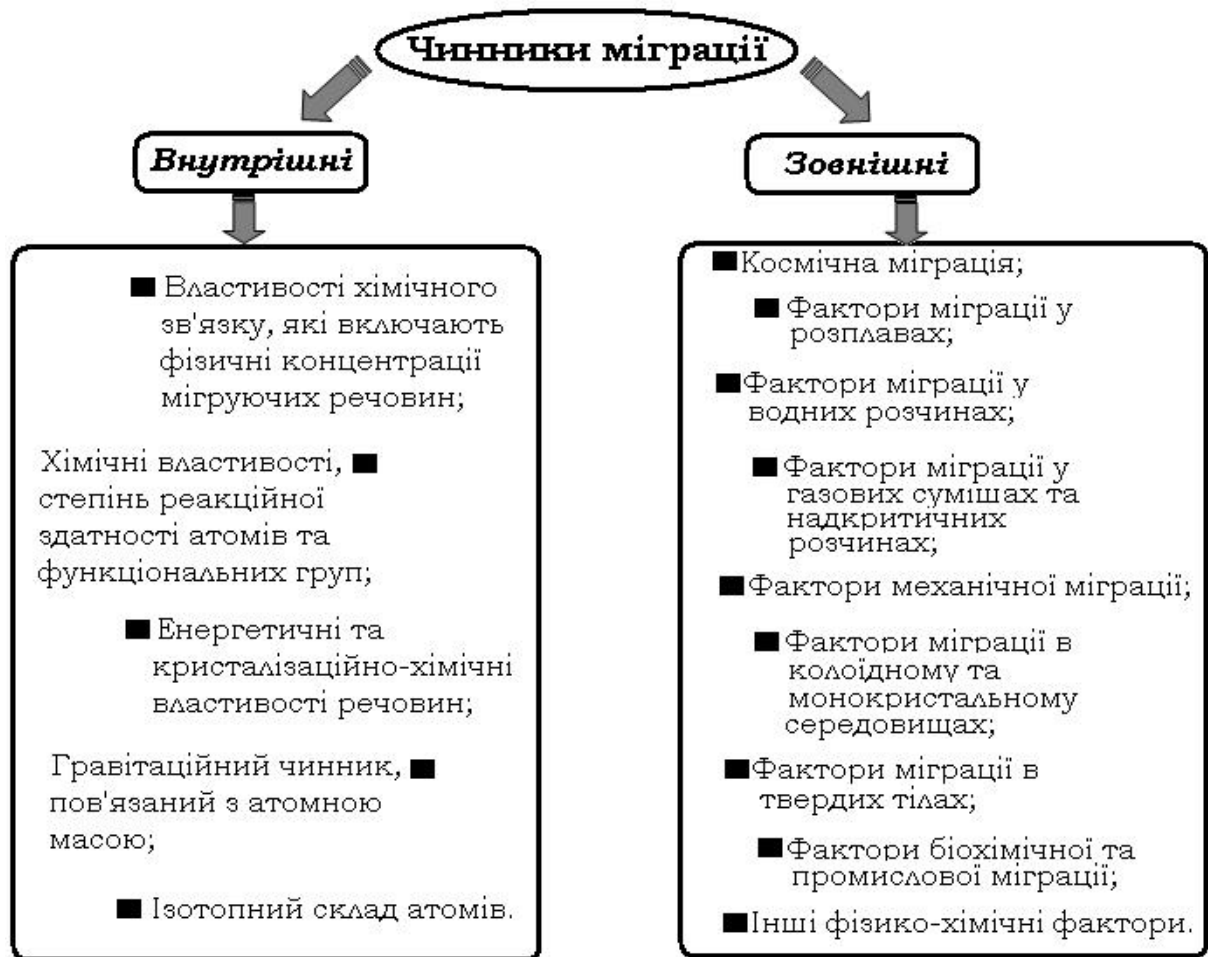 Чинники міграції
Внутрішні
Зовнішні
Властивості хімічного
зв'язку, які включають
фізичні концентрації
мігруючих речовин;
Хімічні властивості,
степінь реакційної
здатності атомів та
функціональних груп;
Енергетичні та
кристалізаційно-хімічні
властивості речовин;
Гравітаційний чинник,
пов'язаний з атомною
масою;
Ізотопний склад атомів.
Космічна міграція;
Фактори міграції у
розплавах;
Фактори міграції у
водних розчинах;
Фактори міграції у
газових сумішах та
надкритичних
розчинах;
Фактори механічної міграції;
Фактори міграції в
колоїдному та
монокристальному
середовищах;
Фактори міграції в
твердих тілах;
Фактори біохімічної та
промислової міграції;
Інші фізико-хімічні фактори.